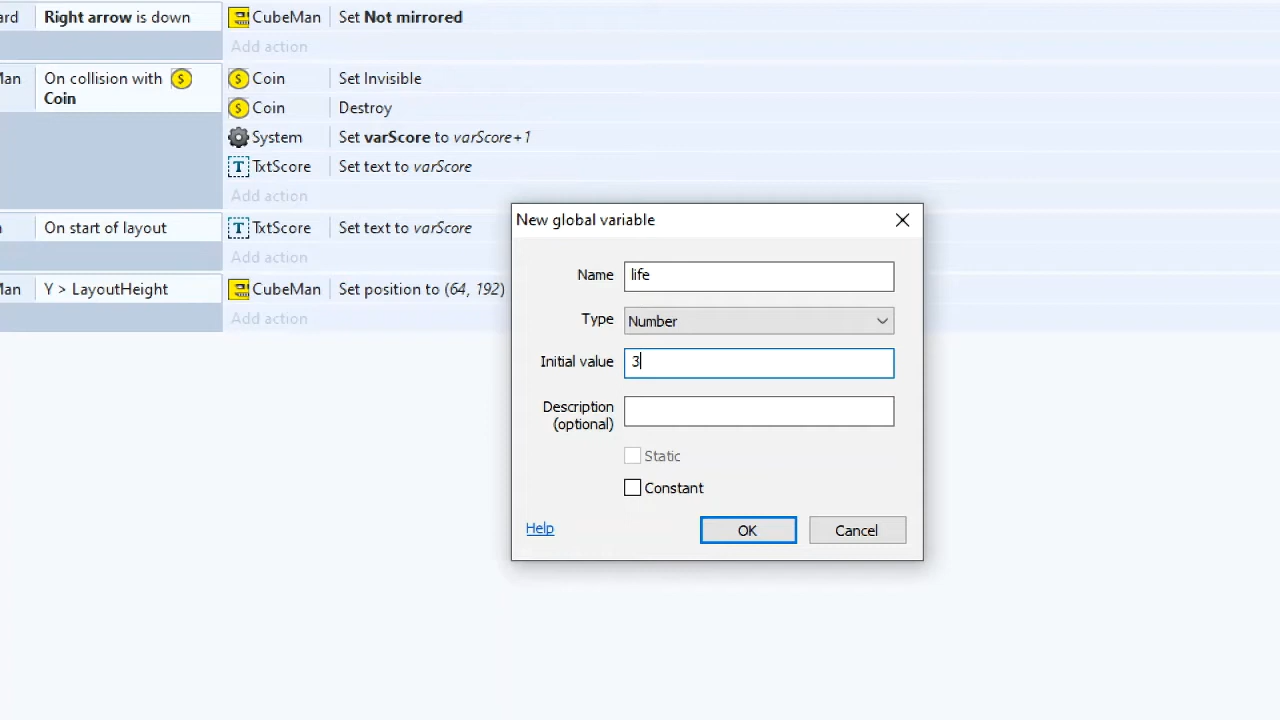 ard Right arrow is down CubeMan Set Not mirrored
Add action
Man On collision with Coin Coin Set Invisible
Coin Destroy
System Set varScore to varScore+1
T TxtScore Set text to varScore
Add action
On start of layout T TxtScore Set text to varScore
Add action
Man Y > LayoutHeight CubeMan Set position to (64, 192)
Add action
New global variable
Name life
Type Number
Initial value 3
Description
(optional)
Static
Constant
Help OK Cancel